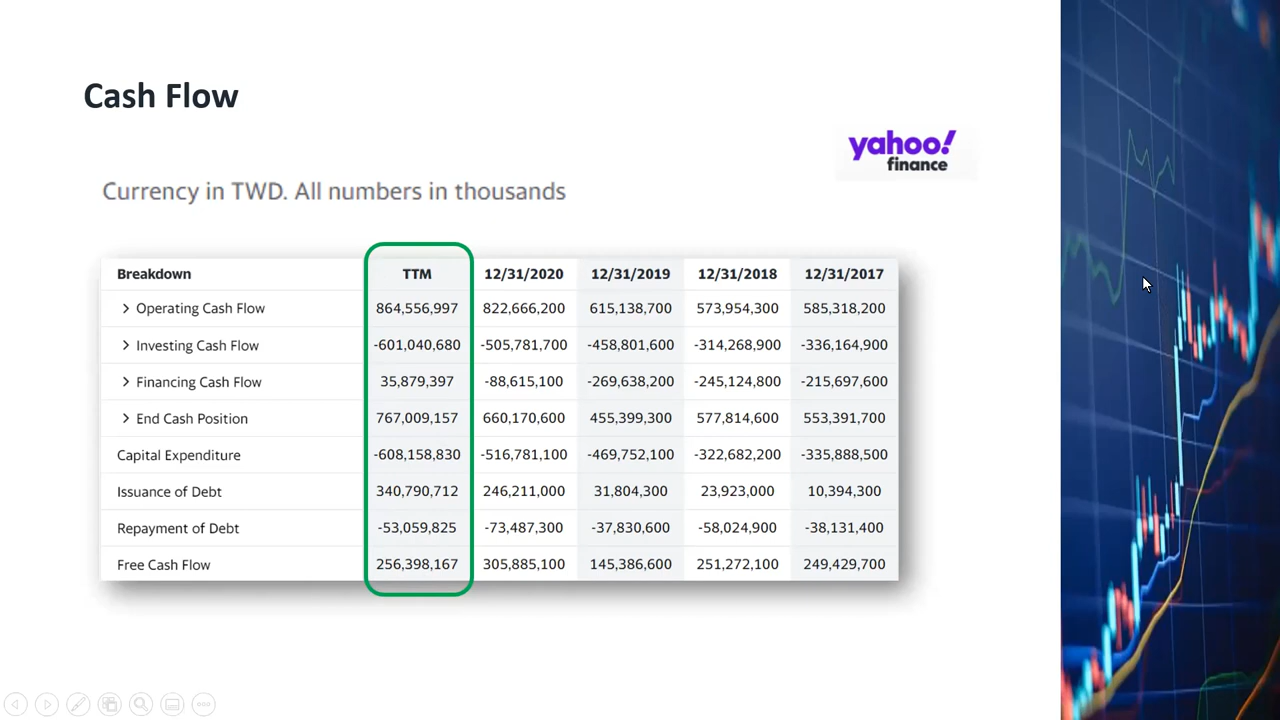 Cash Flow
yahoo!
finance
Currency in TWD. All numbers in thousands
Breakdown TTM 12/31/2020 12/31/2019 12/31/2018 12/31/2017
Operating Cash Flow 864,556,997 822,666,200 615,138,700 573,954,300 585,318,200
Investing Cash Flow -601,040,680 -505,781,700 -458,801,600 -314,268,900 -336,164,900
Financing Cash Flow 35,879,397 -88,615,100 -269,638,200 -245,124,800 -215,697,600
End Cash Position 767,009,157 660,170,600 455,399,300 577,814,600 553,391,700
Capital Expenditure -608,158,830 -516,781,100 -469,752,100 -322,682,200 -335,888,500
Issuance of Debt 340,790,712 246,211,000 31,804,300 23,923,000 10,394,300
Repayment of Debt -53,059,825 -73,487,300 -37,830,600 -58,024,900 -38,131,400
Free Cash Flow 256,398,167 305,885,100 145,386,600 251,272,100 249,429,700